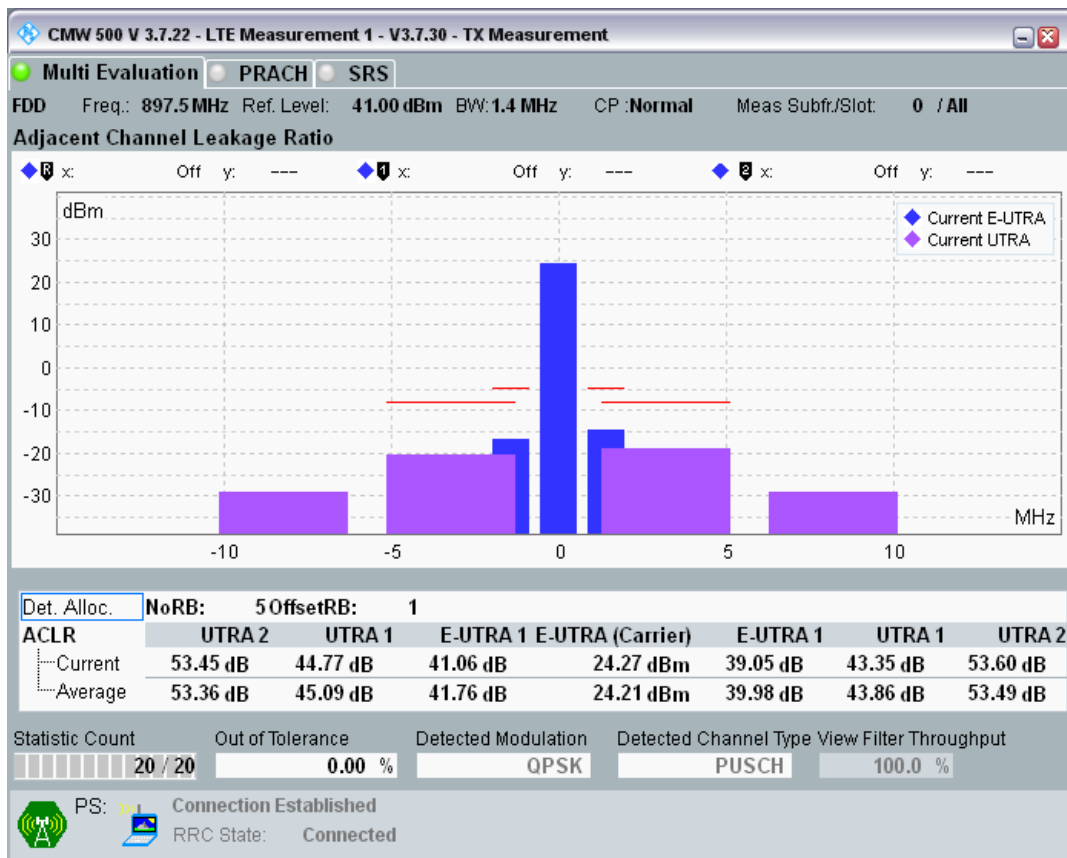 CMW 500 V 3.7.22 - LTE Measurement 1 - V3.7.30 - TX Measurement
Multi Evaluation PRACH SRS
FDD Freq.: 897.5 MHz Ref. Level: 41.00 dBm BW: 1.4 MHz CP :Normal Meas Subfr./Slot: 0 / All
Adjacent Channel Leakage Ratio
R x: Off y: --- 1 x: Off y: --- 2 x: Off y: ---
dBm
Current E-UTRA
Current UTRA
30
20
10
0
-10
-20
-30
MHz
-10 -5 0 5 10
Det. Alloc. NoRB: 5 OffsetRB: 1
ACLR UTRA 2 UTRA 1 E-UTRA 1 E-UTRA (Carrier) E-UTRA 1 UTRA 1 UTRA 2
Current 53.45 dB 44.77 dB 41.06 dB 24.27 dBm 39.05 dB 43.35 dB 53.60 dB
Average 53.36 dB 45.09 dB 41.76 dB 24.21 dBm 39.98 dB 43.86 dB 53.49 dB
Statistic Count Out of Tolerance Detected Modulation Detected Channel Type View Filter Throughput
20 / 20 0.00 % QPSK PUSCH 100.0 %
PS: Connection Established
RRC State: Connected